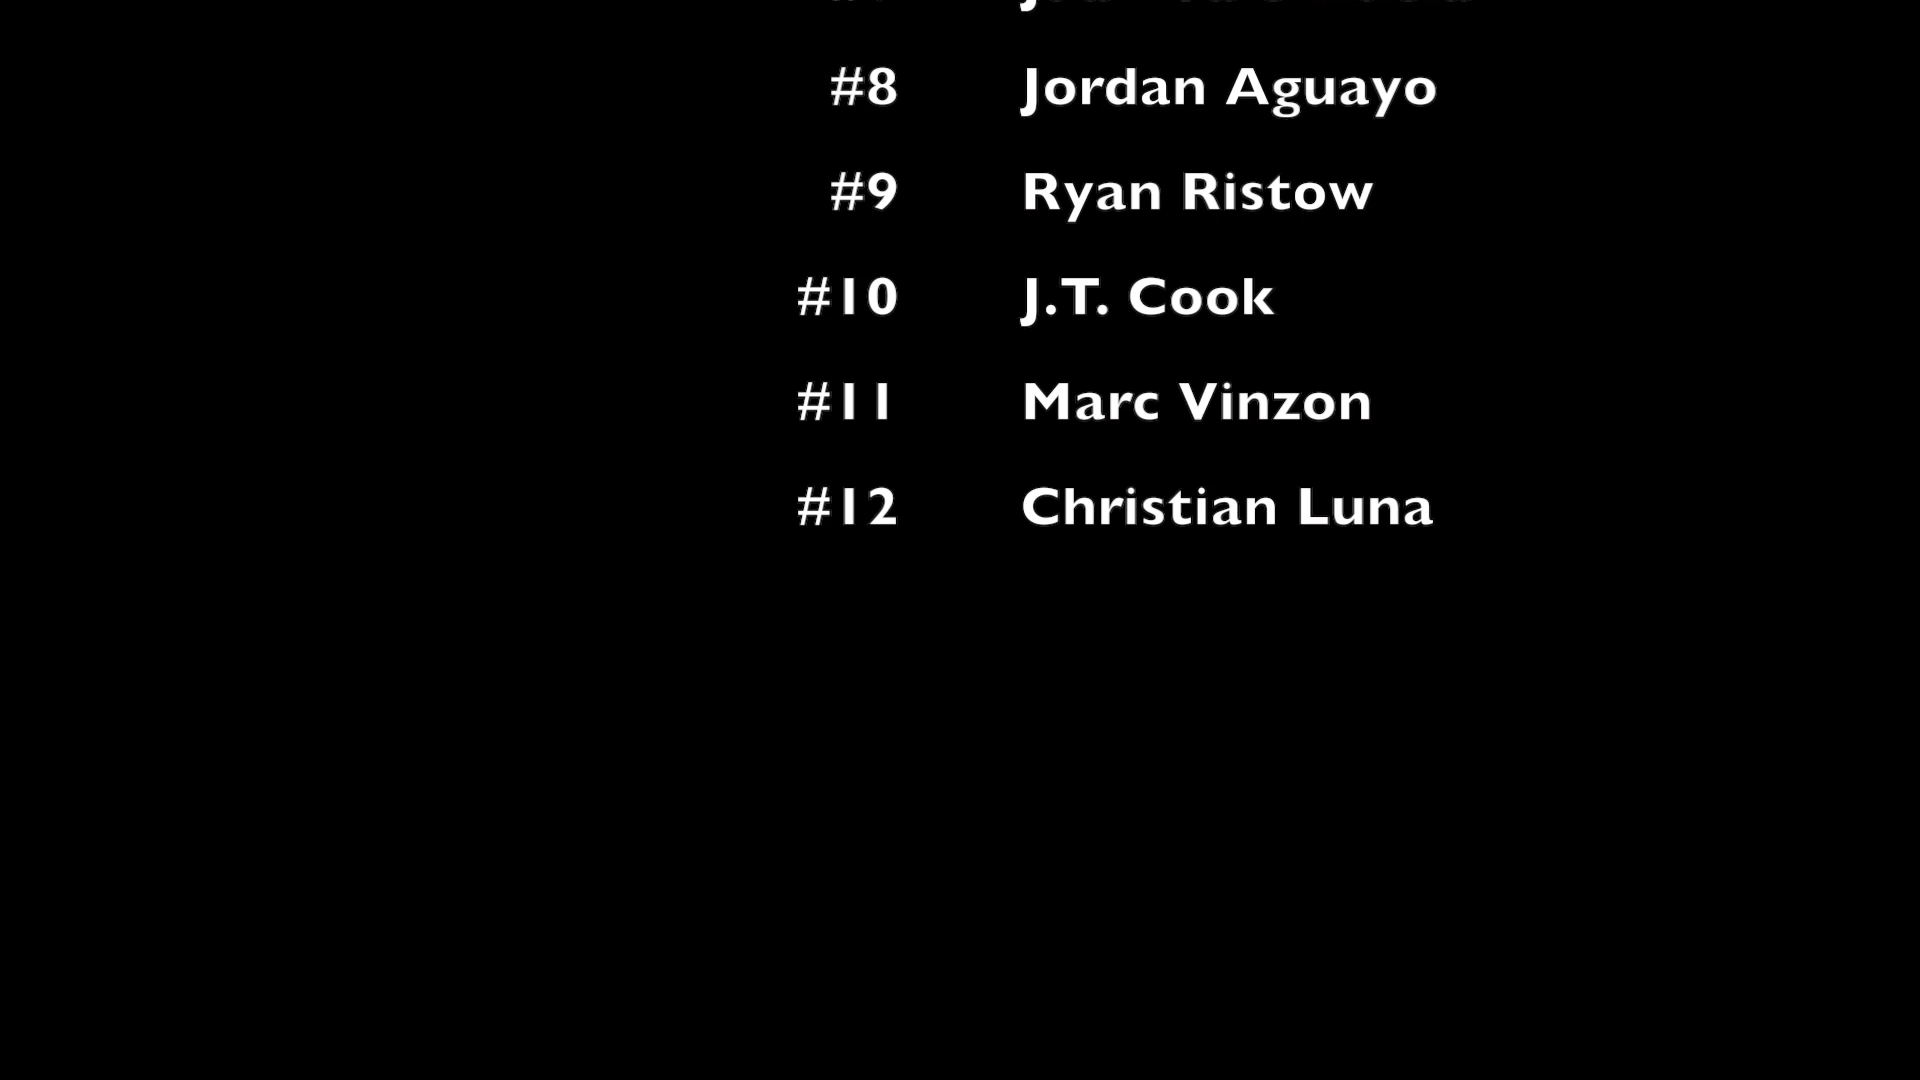 #8 Jordan Aguayo
#9 Ryan Ristow
#10 J.T. Cook
#11 Marc Vinzon
#12 Christian Luna